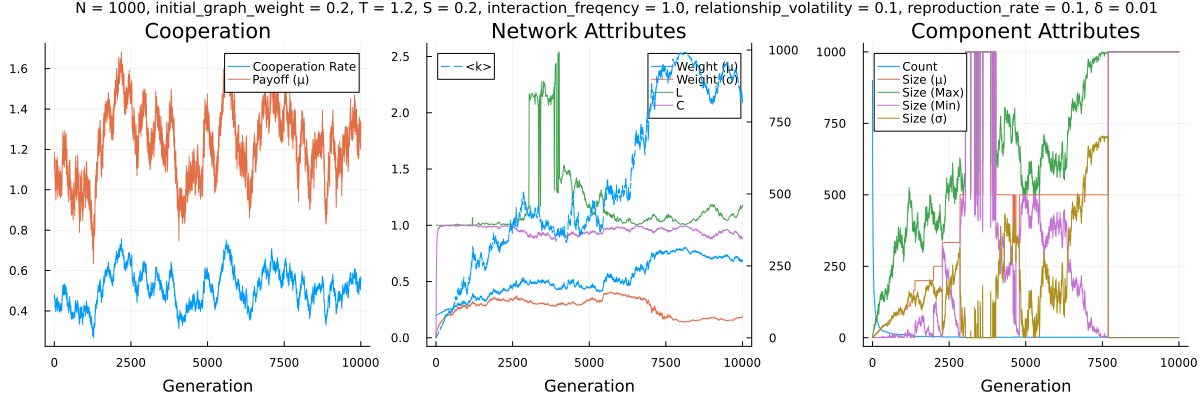 N = 1000, initial_graph_weight = 0.2, T = 1.2, S = 0.2, interaction_freqency = 1.0, relationship_volatility = 0.1, reproduction_rate = 0.1, δ = 0.01
Cooperation
Cooperation Rate
Payoff (μ)
1.6
1.4
1.2
1.0
0.8
0.6
0.4
0
2500
5000
7500
10000
Generation
Network Attributes
<k>
Weight (μ)
Weight (σ)
L
C
2.5
2.0
1.5
1.0
0.5
0.0
1000
750
500
250
0
0
2500
5000
7500
10000
Generation
Component Attributes
Count
Size (μ)
Size (Max)
Size (Min)
Size (σ)
1000
750
500
250
0
0
2500
5000
7500
10000
Generation